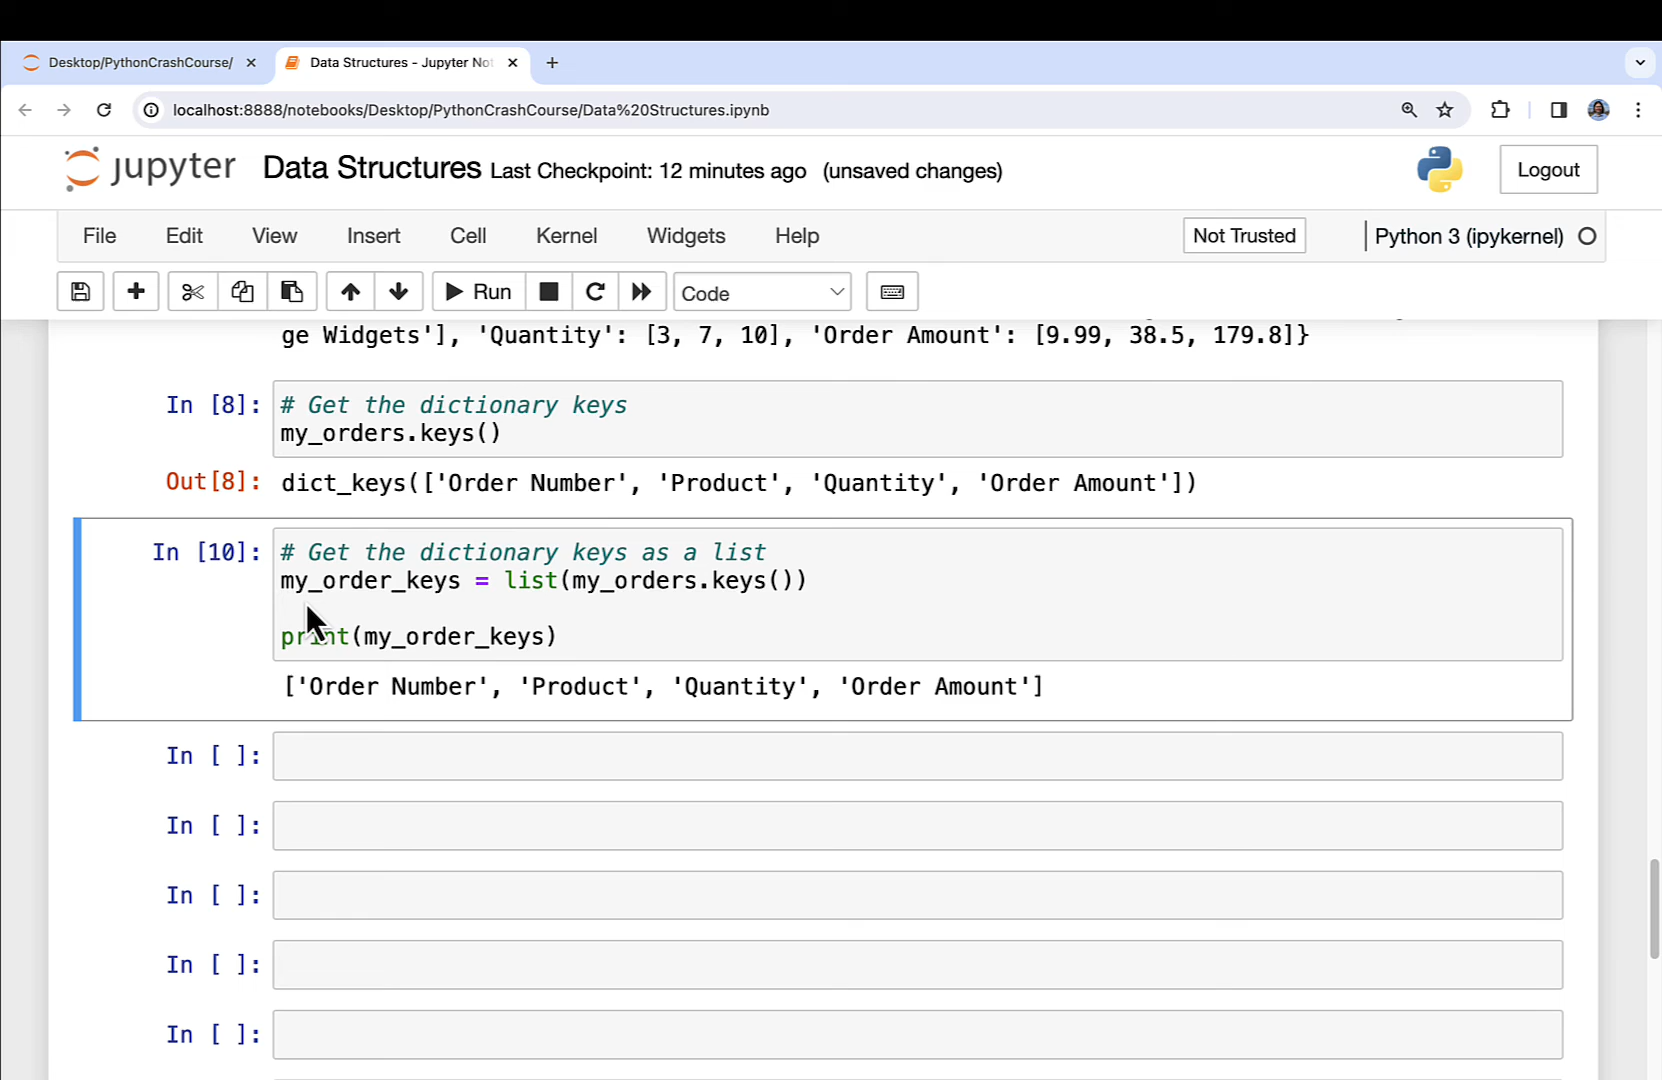 Desktop/PythonCrashCourse/
Data Structures - Jupyter Not
localhost:8888/notebooks/Desktop/PythonCrashCourse/Data%20Structures.ipynb
jupyter Data Structures Last Checkpoint: 12 minutes ago (unsaved changes)
Logout
File Edit View Insert Cell Kernel Widgets Help
Not Trusted
Python 3 (ipykernel)
Run
Code
ge Widgets'], 'Quantity': [3, 7, 10], 'Order Amount': [9.99, 38.5, 179.8]}
In [8]: # Get the dictionary keys
my_orders.keys()
Out[8]: dict_keys(['Order Number', 'Product', 'Quantity', 'Order Amount'])
In [10]: # Get the dictionary keys as a list
my_order_keys = list(my_orders.keys())
print(my_order_keys)
['Order Number', 'Product', 'Quantity', 'Order Amount']
In [ ]:
In [ ]:
In [ ]:
In [ ]:
In [ ]: